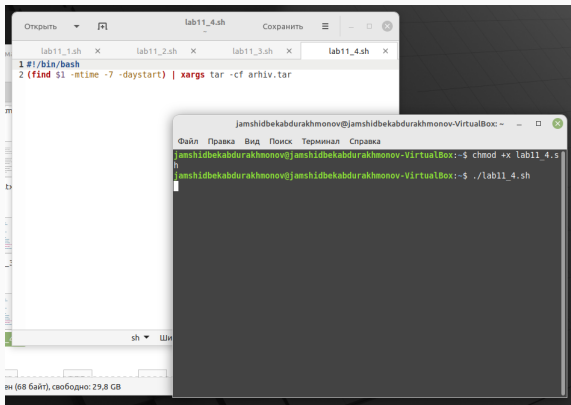 Открыть
lab11_4.sh
~
Сохранить
lab11_1.sh
lab11_2.sh
lab11_3.sh
lab11_4.sh
1 #!/bin/bash
2 (find $1 -mtime -7 -daystart) | xargs tar -cf arhiv.tar
jamshidbekabdurakhmonov@jamshidbekabdurakhmonov-VirtualBox: ~
Файл Правка Вид Поиск Терминал Справка
jamshidbekabdurakhmonov@jamshidbekabdurakhmonov-VirtualBox:~$ chmod +x lab11_4.s
h
jamshidbekabdurakhmonov@jamshidbekabdurakhmonov-VirtualBox:~$ ./lab11_4.sh
sh
(68 байт), свободно: 29,8 GB